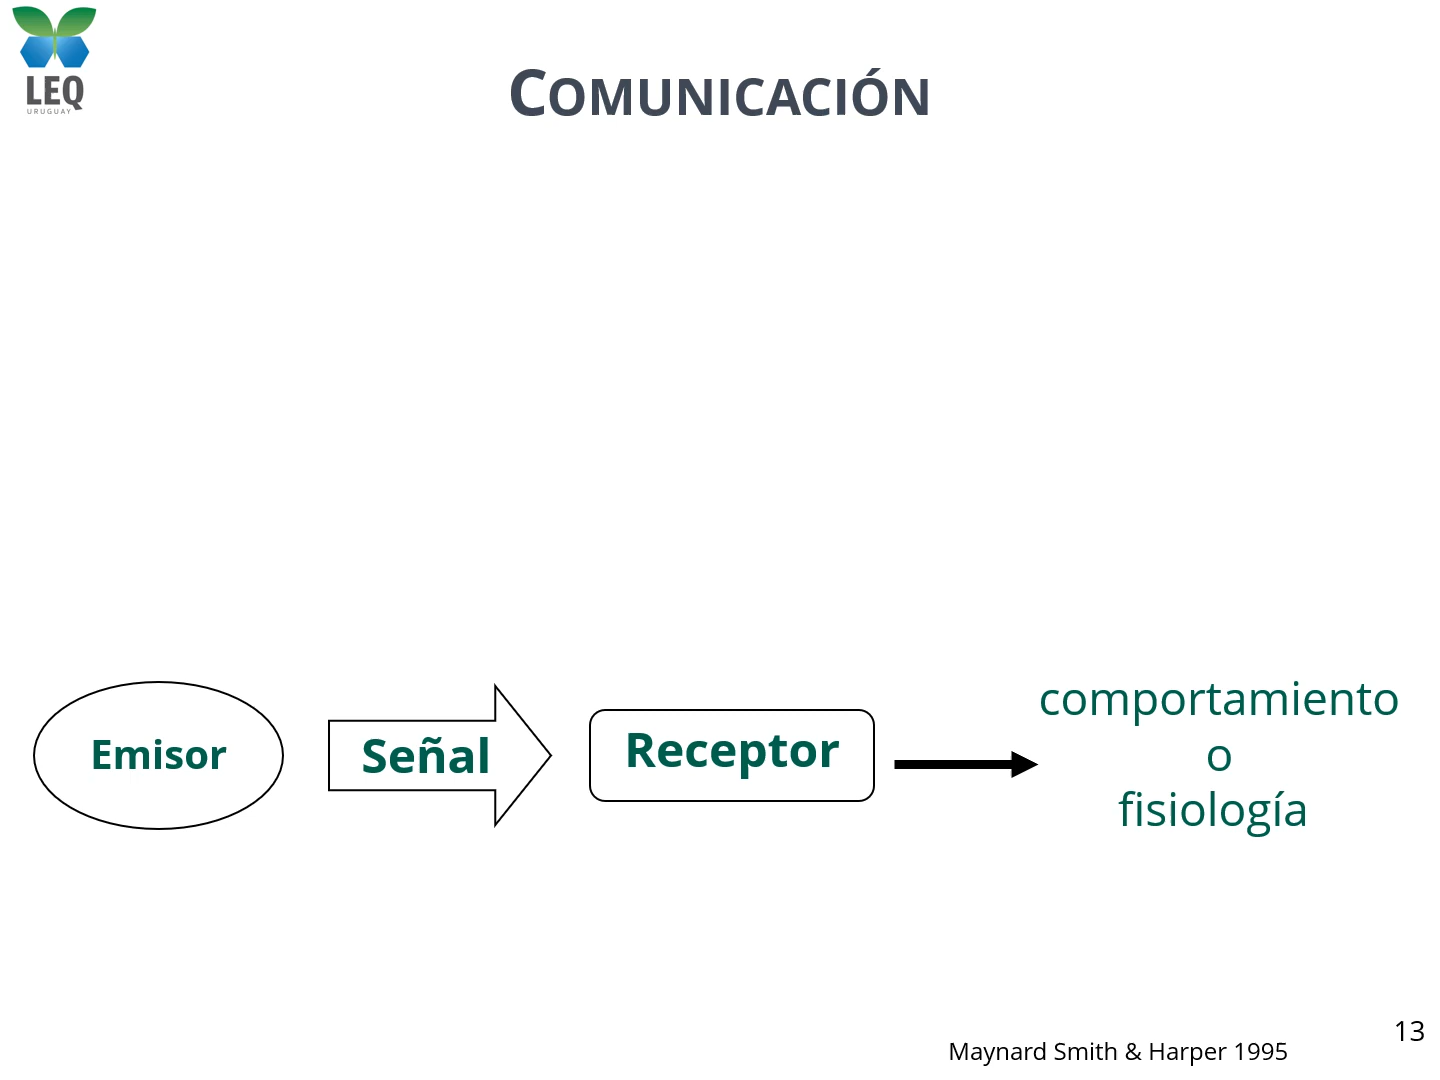 LEQ
URUGUAY
COMUNICACIÓN
Emisor
Señal
Receptor
comportamiento
o
fisiología
13
Maynard Smith & Harper 1995